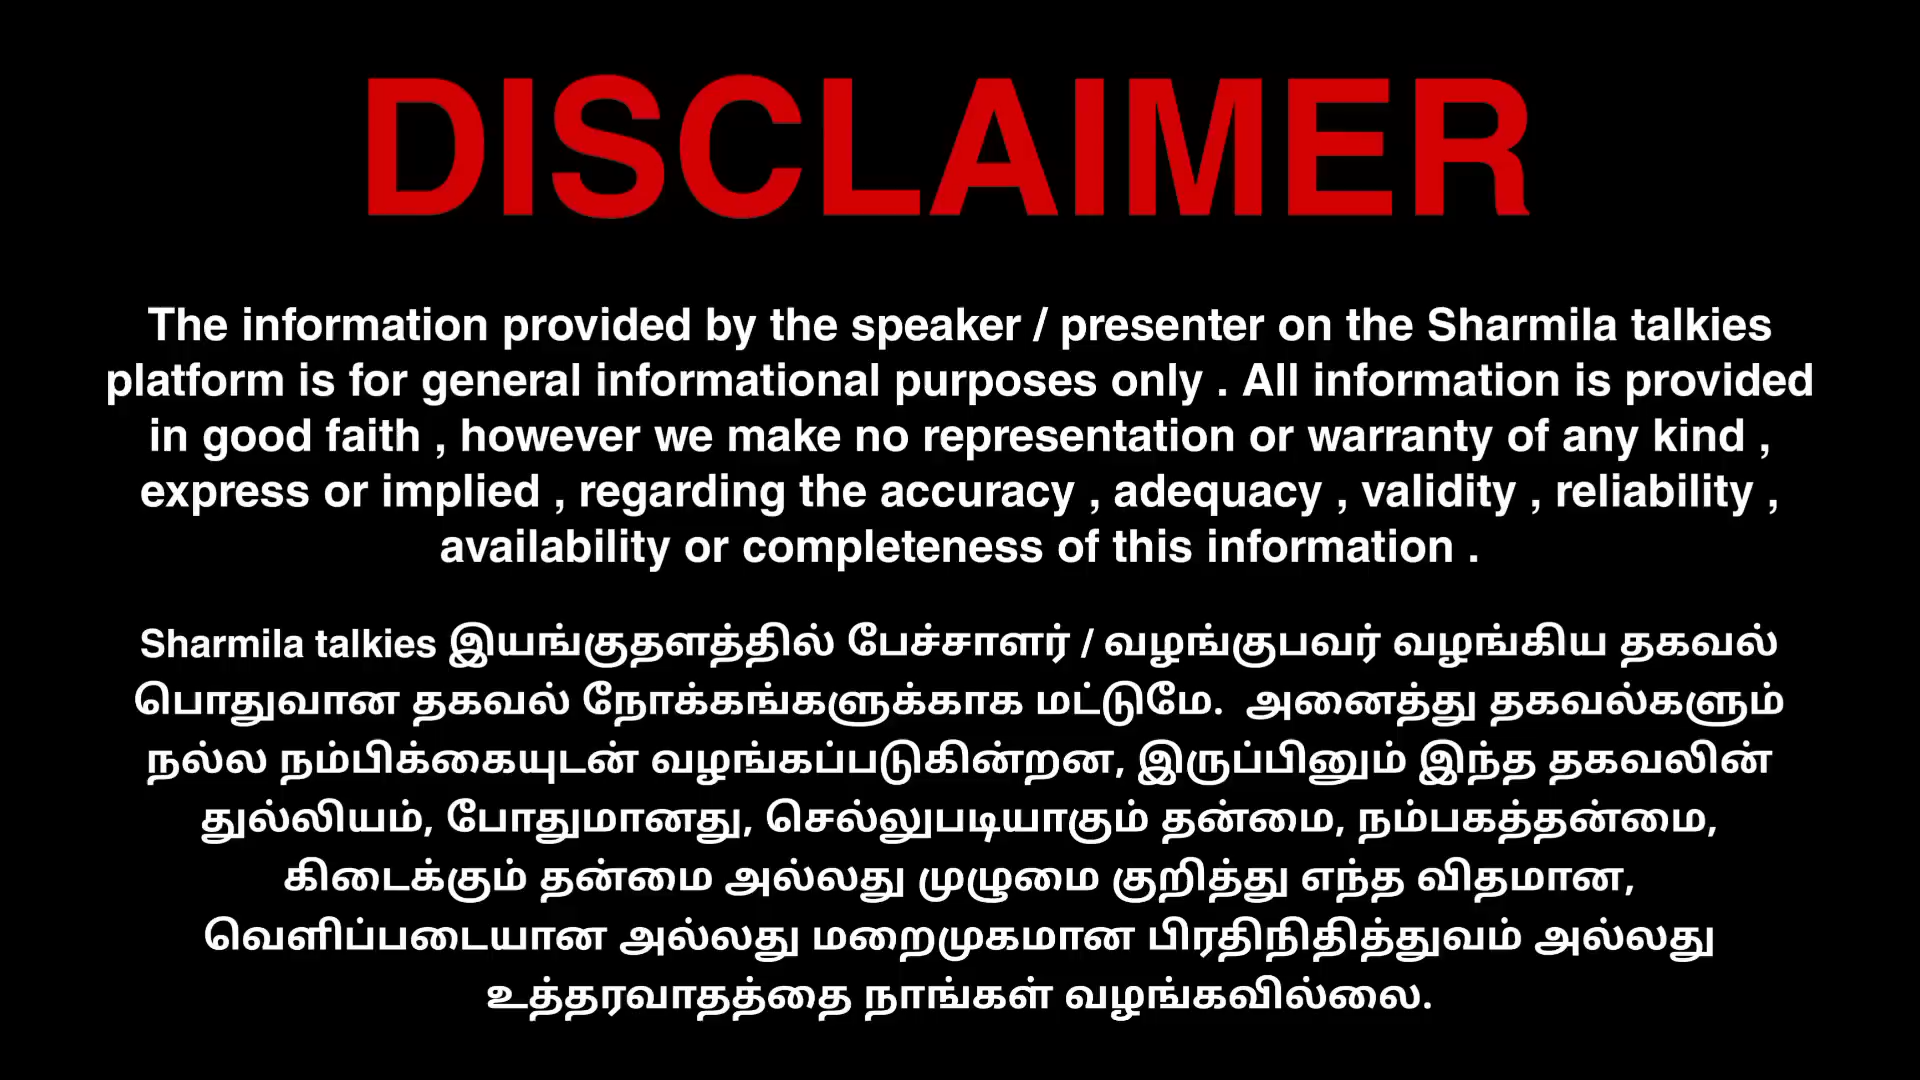 DISCLAIMER
The information provided by the speaker / presenter on the Sharmila talkies
platform is for general informational purposes only . All information is provided
in good faith , however we make no representation or warranty of any kind ,
express or implied , regarding the accuracy , adequacy , validity , reliability ,
availability or completeness of this information .
Sharmila talkies இயங்குதளத்தில் பேச்சாளர் / வழங்குபவர் வழங்கிய தகவல்
பொதுவான தகவல் நோக்கங்களுக்காக மட்டுமே.  அனைத்து தகவல்களும்
நல்ல நம்பிக்கையுடன் வழங்கப்படுகின்றன, இருப்பினும் இந்த தகவலின்
துல்லியம், போதுமானது, செல்லுபடியாகும் தன்மை, நம்பகத்தன்மை,
கிடைக்கும் தன்மை அல்லது முழுமை குறித்து எந்த விதமான,
வெளிப்படையான அல்லது மறைமுகமான பிரதிநிதித்துவம் அல்லது
உத்தரவாதத்தை நாங்கள் வழங்கவில்லை.